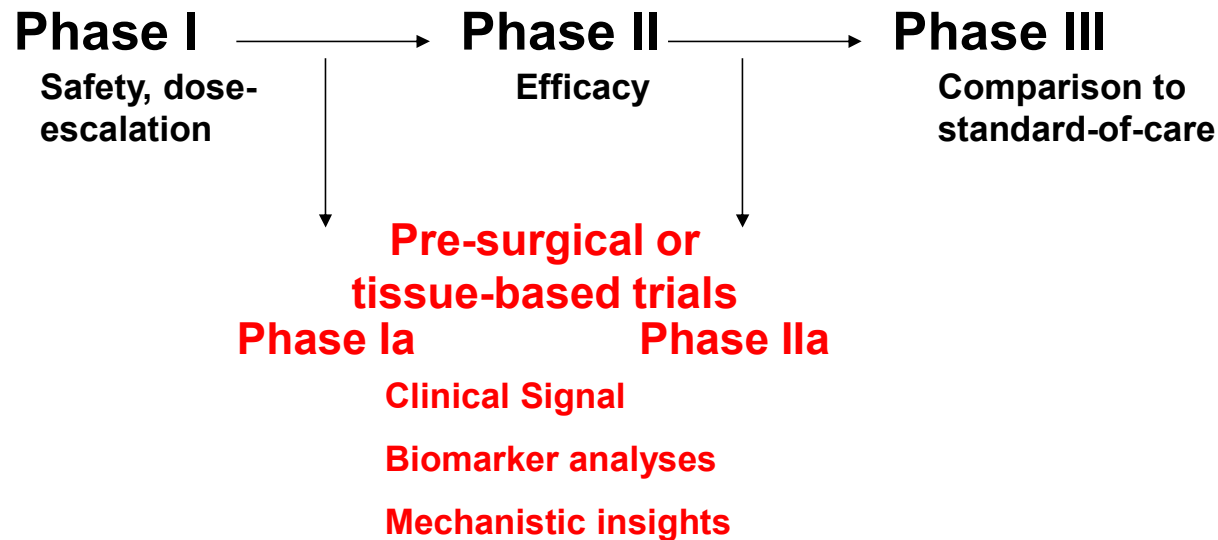 Phase I
Phase II
Phase III
Safety, dose-
escalation
Efficacy
Comparison to
standard-of-care
Pre-surgical or
tissue-based trials
Phase Ia
Phase IIa
Clinical Signal
Biomarker analyses
Mechanistic insights